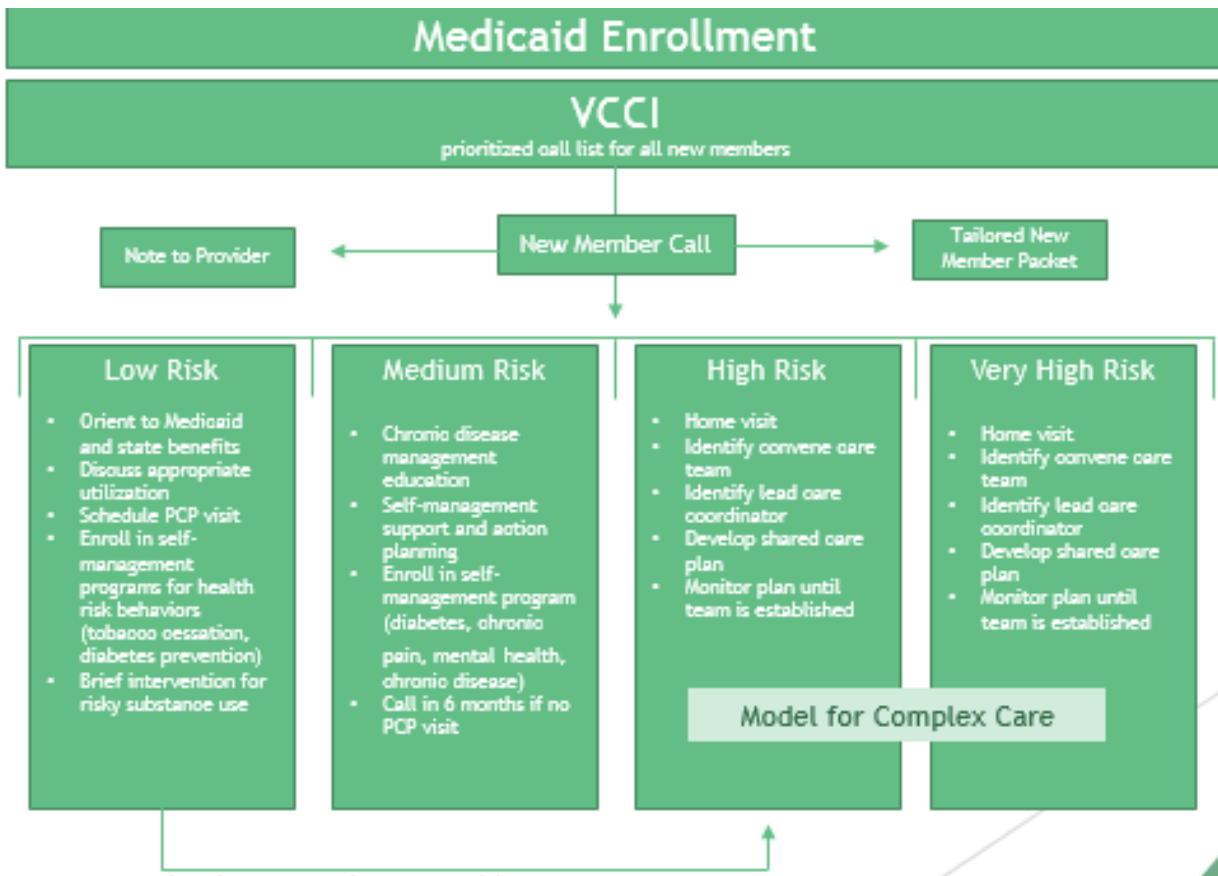 Medicaid Enrollment
VCCI
prioritized call list for all new members
Note to Provider
New Member Call
Tailored New
Member Packet
Low Risk
▪ Orient to Medicaid
and state benefits
▪ Discuss appropriate
utilization
▪ Schedule PCP visit
▪ Enroll in self-
management
programs for health
risk behaviors
(tobacco cessation,
diabetes prevention)
▪ Brief intervention for
risky substance use
Medium Risk
▪ Chronic disease
management
education
▪ Self-management
support and action
planning
▪ Enroll in self-
management program
(diabetes, chronic
pain, mental health,
chronic disease)
▪ Call in 6 months if no
PCP visit
High Risk
▪ Home visit
▪ Identify convene care
team
▪ Identify lead care
coordinator
▪ Develop shared care
plan
▪ Monitor plan until
team is established
Very High Risk
▪ Home visit
▪ Identify convene care
team
▪ Identify lead care
coordinator
▪ Develop shared care
plan
▪ Monitor plan until
team is established
Model for Complex Care